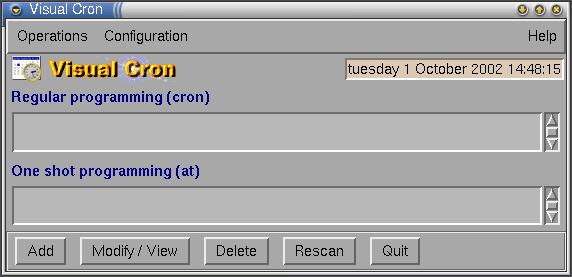 Visual Cron
Operations Configuration Help
Visual Cron
tuesday 1 October 2002 14:48:15
Regular programming (cron)
One shot programming (at)
Add Modify / View Delete Rescan Quit